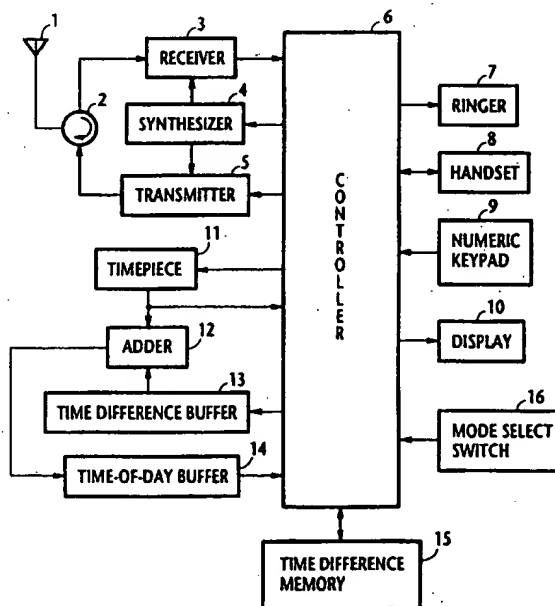 1
2
3
RECEIVER
4
SYNTHESIZER
5
TRANSMITTER
6
CONTROLLER
7
RINGER
8
HANDSET
9
NUMERIC
KEYPAD
10
DISPLAY
16
MODE SELECT
SWITCH
11
TIMEPIECE
ADDER
12
13
TIME DIFFERENCE BUFFER
14
TIME-OF-DAY BUFFER
15
TIME DIFFERENCE
MEMORY